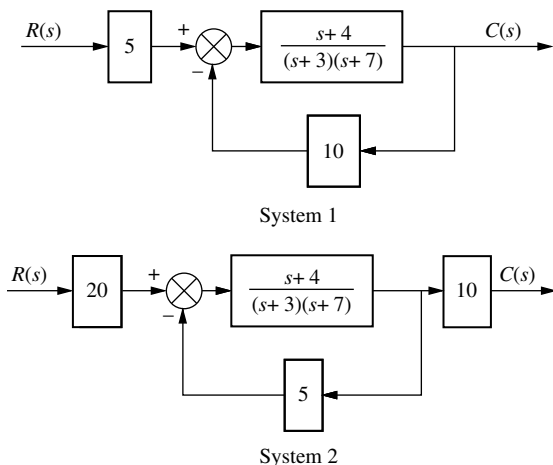 R(s)
5
+
−
s + 4
(s + 3)(s + 7)
C(s)
10
System 1
R(s)
20
+
−
s + 4
(s + 3)(s + 7)
10
C(s)
5
System 2